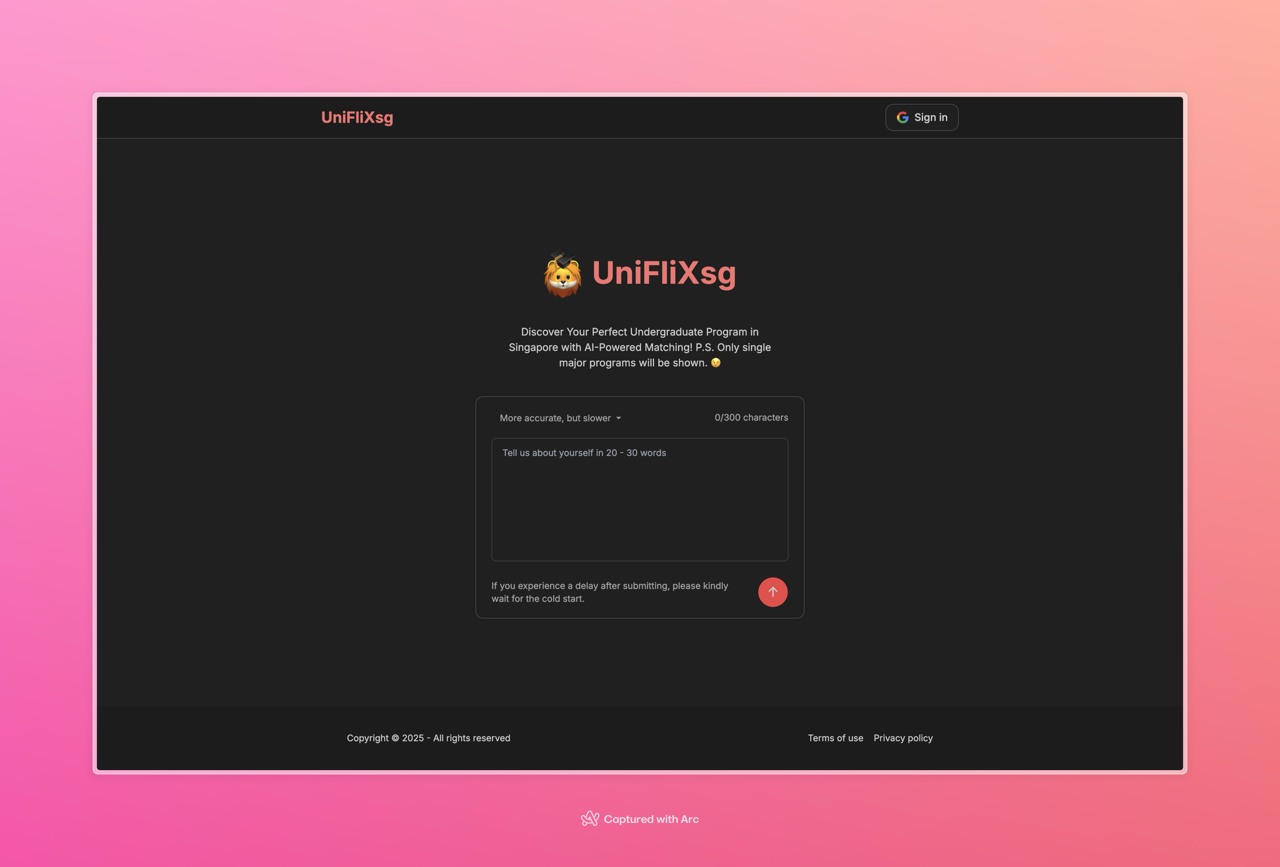 UniFliXsg
Sign in
UniFliXsg
Discover Your Perfect Undergraduate Program in
Singapore with AI-Powered Matching! P.S. Only single
major programs will be shown. 🫡
More accurate, but slower
0/300 characters
Tell us about yourself in 20 - 30 words
If you experience a delay after submitting, please kindly
wait for the cold start.
Copyright © 2025 - All rights reserved
Terms of use
Privacy policy
Captured with Arc